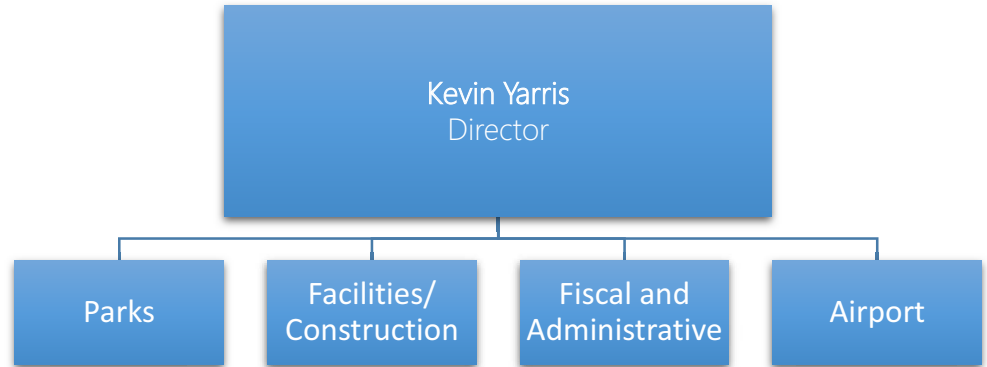 Kevin Yarris
Director
Parks
Facilities/
Construction
Fiscal and
Administrative
Airport